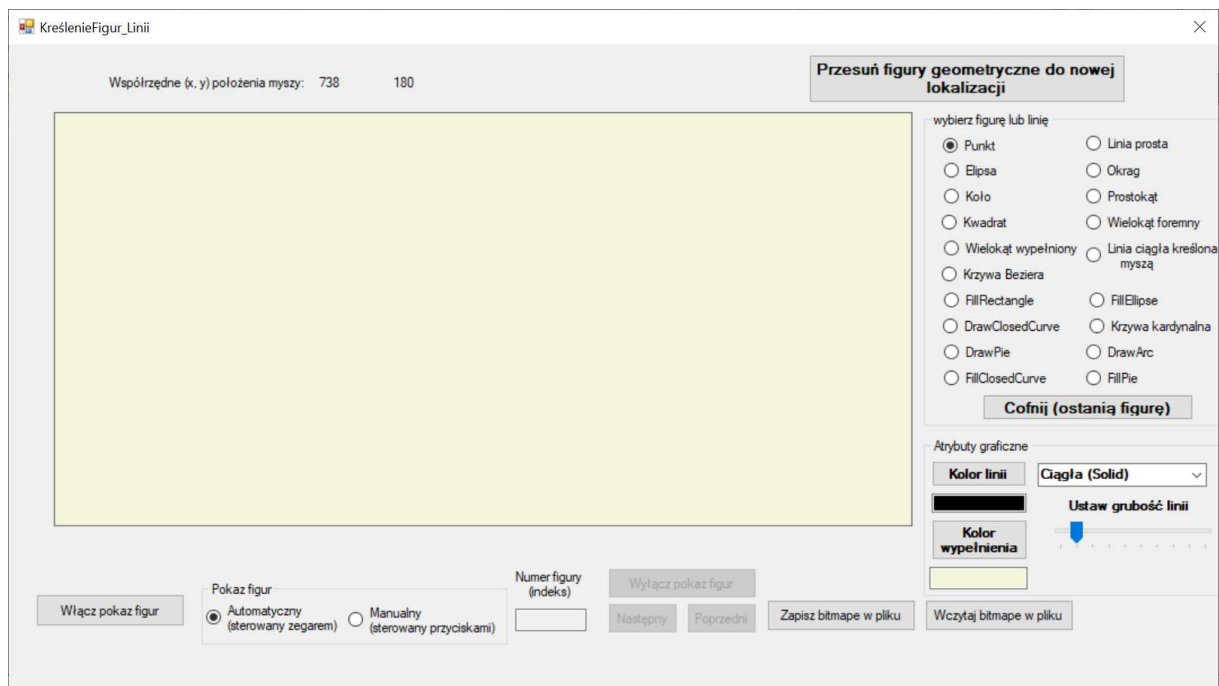 KreślenieFigur_Linii
Współrzędne (x, y) położenia myszy: 738 180
Przesuń figury geometryczne do nowej
lokalizacji
wybierz figurę lub linię
Punkt
Linia prosta
Elipsa
Okrag
Koło
Prostokąt
Kwadrat
Wielokąt foremny
Wielokąt wypełniony
Linia ciągła kreślona
myszą
Krzywa Beziera
FillRectangle
FillEllipse
DrawClosedCurve
Krzywa kardynalna
DrawPie
DrawArc
FillClosedCurve
FillPie
Cofnij (ostanią figurę)
Atrybuty graficzne
Kolor linii
Ciągła (Solid)
Ustaw grubość linii
Kolor
wypełnienia
Włącz pokaz figur
Pokaz figur
Automatyczny
(sterowany zegarem)
Manualny
(sterowany przyciskami)
Numer figury
(indeks)
Wyłącz pokaz figur
Następny
Poprzedni
Zapisz bitmape w pliku
Wczytaj bitmape w pliku